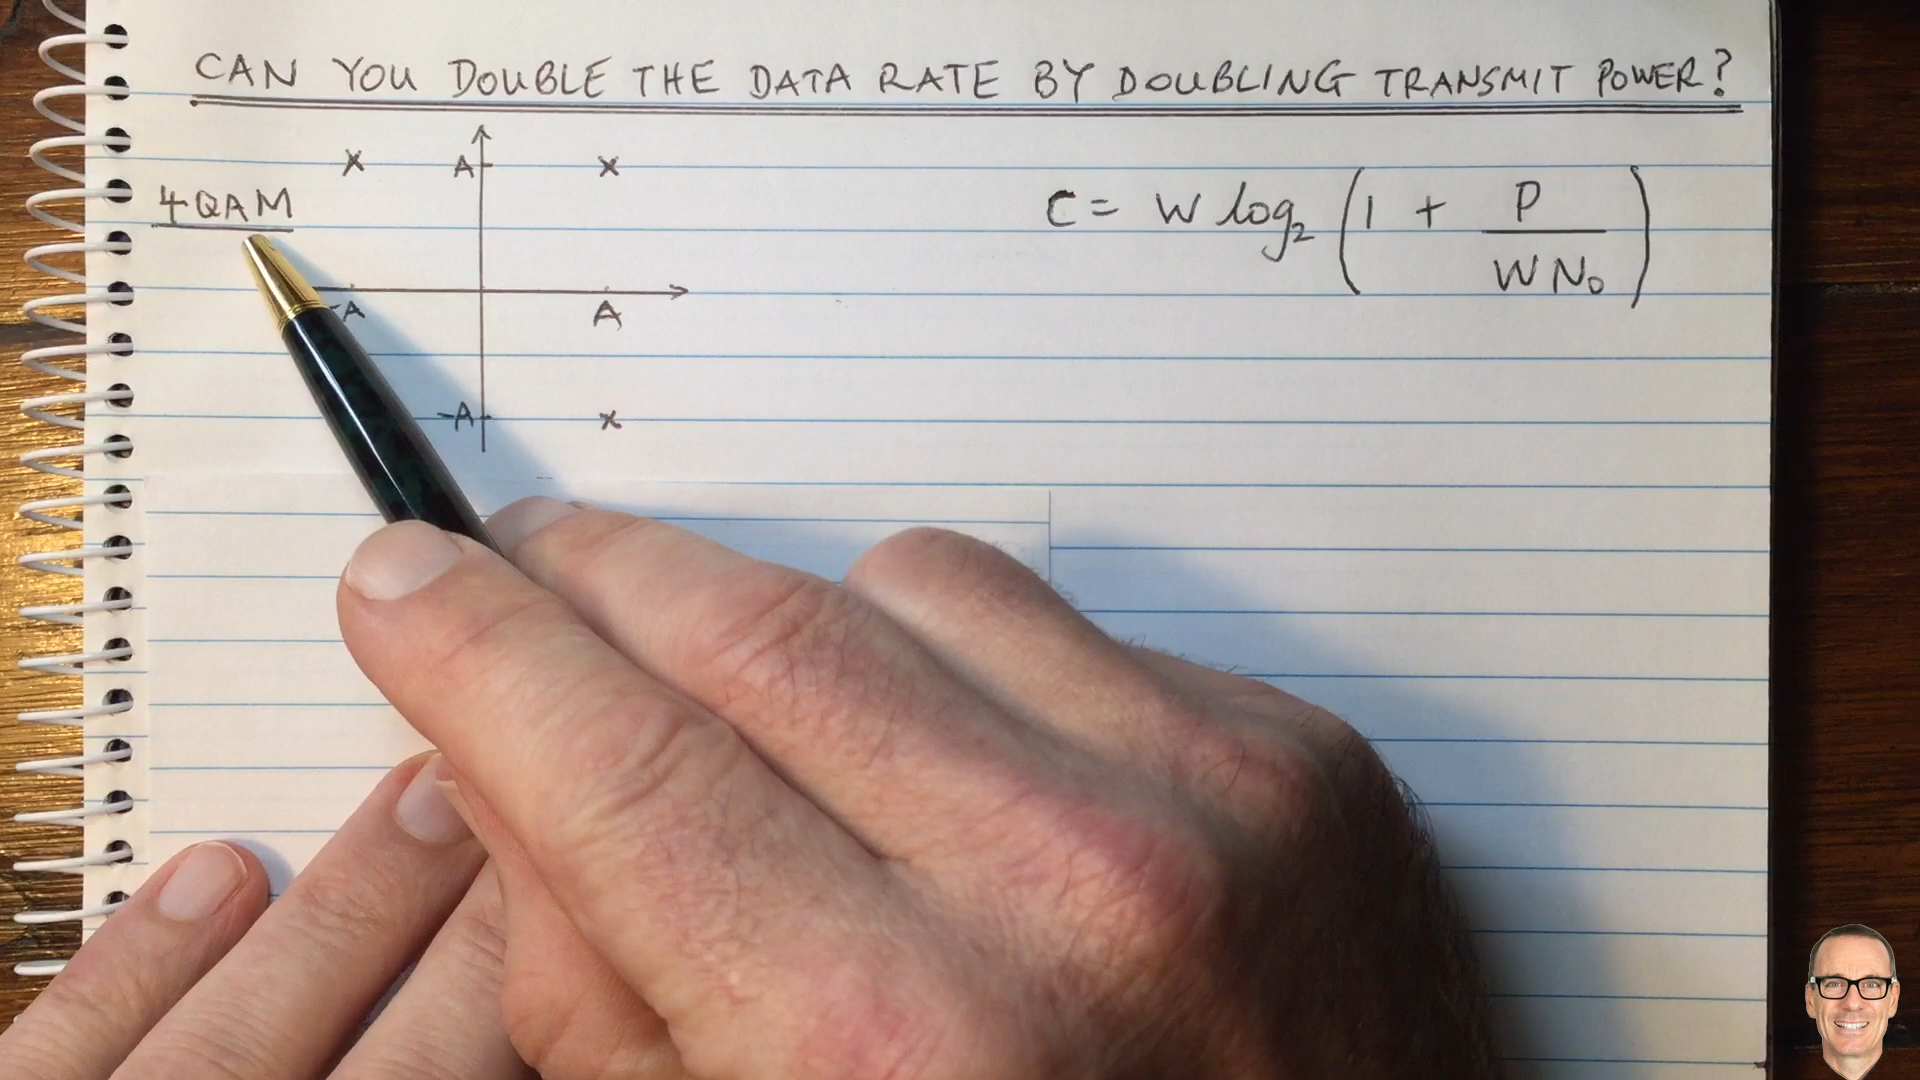 CAN YOU DOUBLE THE DATA RATE BY DOUBLING TRANSMIT POWER?
4QAM
A
-A
A
-A
C = W log₂ (1 + P / WN₀)